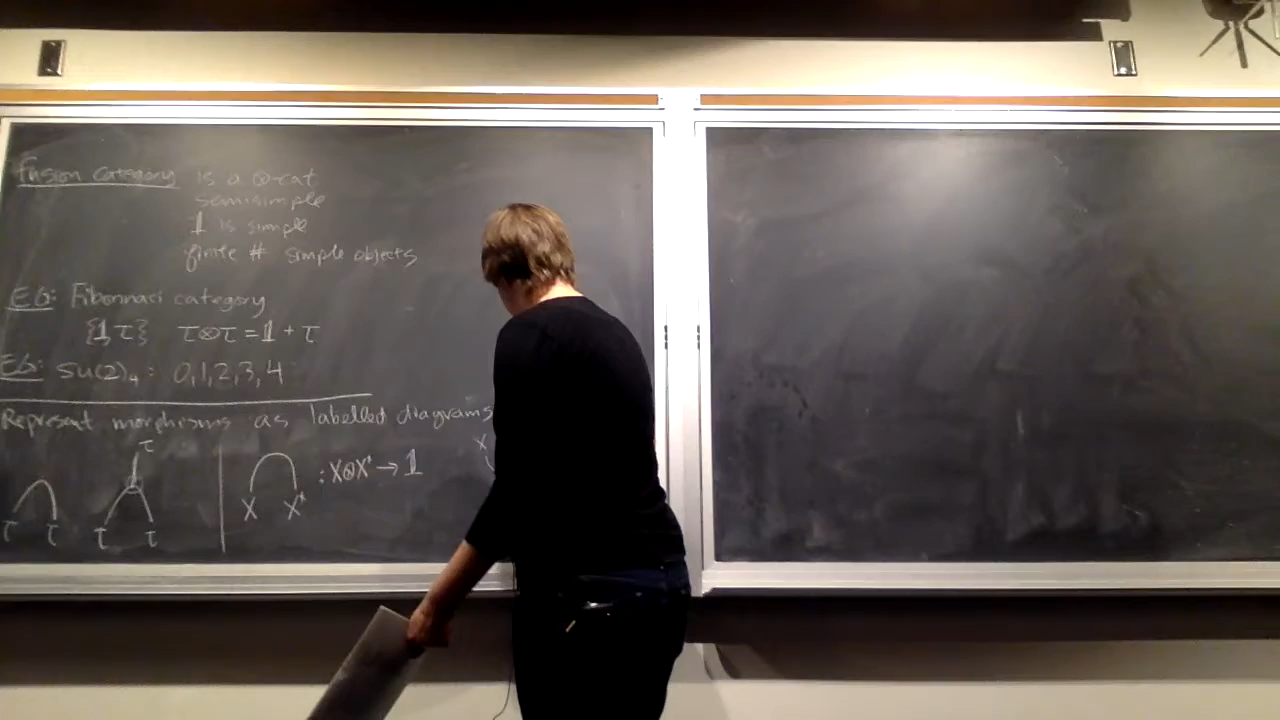 Fusion category is a ⊗-cat
semisimple
𝟙 is simple
finite # simple objects
EG: Fibonnaci category
{𝟙, τ} τ⊗τ = 𝟙 + τ
EG: su(2)₄: 0,1,2,3,4
Represent morphisms as labelled diagrams
τ
X X* : X⊗X* → 𝟙
X
τ τ τ τ